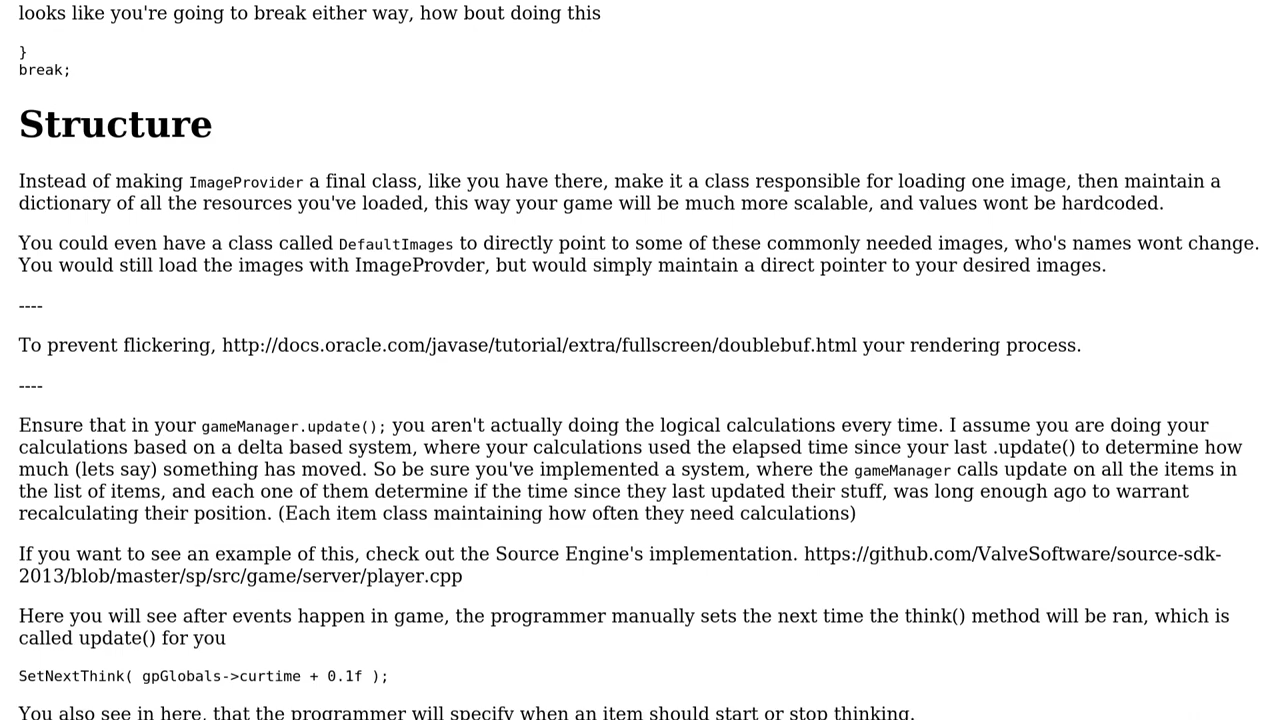 looks like you're going to break either way, how bout doing this
}
break;
Structure
Instead of making ImageProvider a final class, like you have there, make it a class responsible for loading one image, then maintain a
dictionary of all the resources you've loaded, this way your game will be much more scalable, and values wont be hardcoded.
You could even have a class called DefaultImages to directly point to some of these commonly needed images, who's names wont change.
You would still load the images with ImageProvder, but would simply maintain a direct pointer to your desired images.
----
To prevent flickering, http://docs.oracle.com/javase/tutorial/extra/fullscreen/doublebuf.html your rendering process.
----
Ensure that in your gameManager.update(); you aren't actually doing the logical calculations every time. I assume you are doing your
calculations based on a delta based system, where your calculations used the elapsed time since your last .update() to determine how
much (lets say) something has moved. So be sure you've implemented a system, where the gameManager calls update on all the items in
the list of items, and each one of them determine if the time since they last updated their stuff, was long enough ago to warrant
recalculating their position. (Each item class maintaining how often they need calculations)
If you want to see an example of this, check out the Source Engine's implementation. https://github.com/ValveSoftware/source-sdk-
2013/blob/master/sp/src/game/server/player.cpp
Here you will see after events happen in game, the programmer manually sets the next time the think() method will be ran, which is
called update() for you
SetNextThink( gpGlobals->curtime + 0.1f );
You also see in here, that the programmer will specify when an item should start or stop thinking.